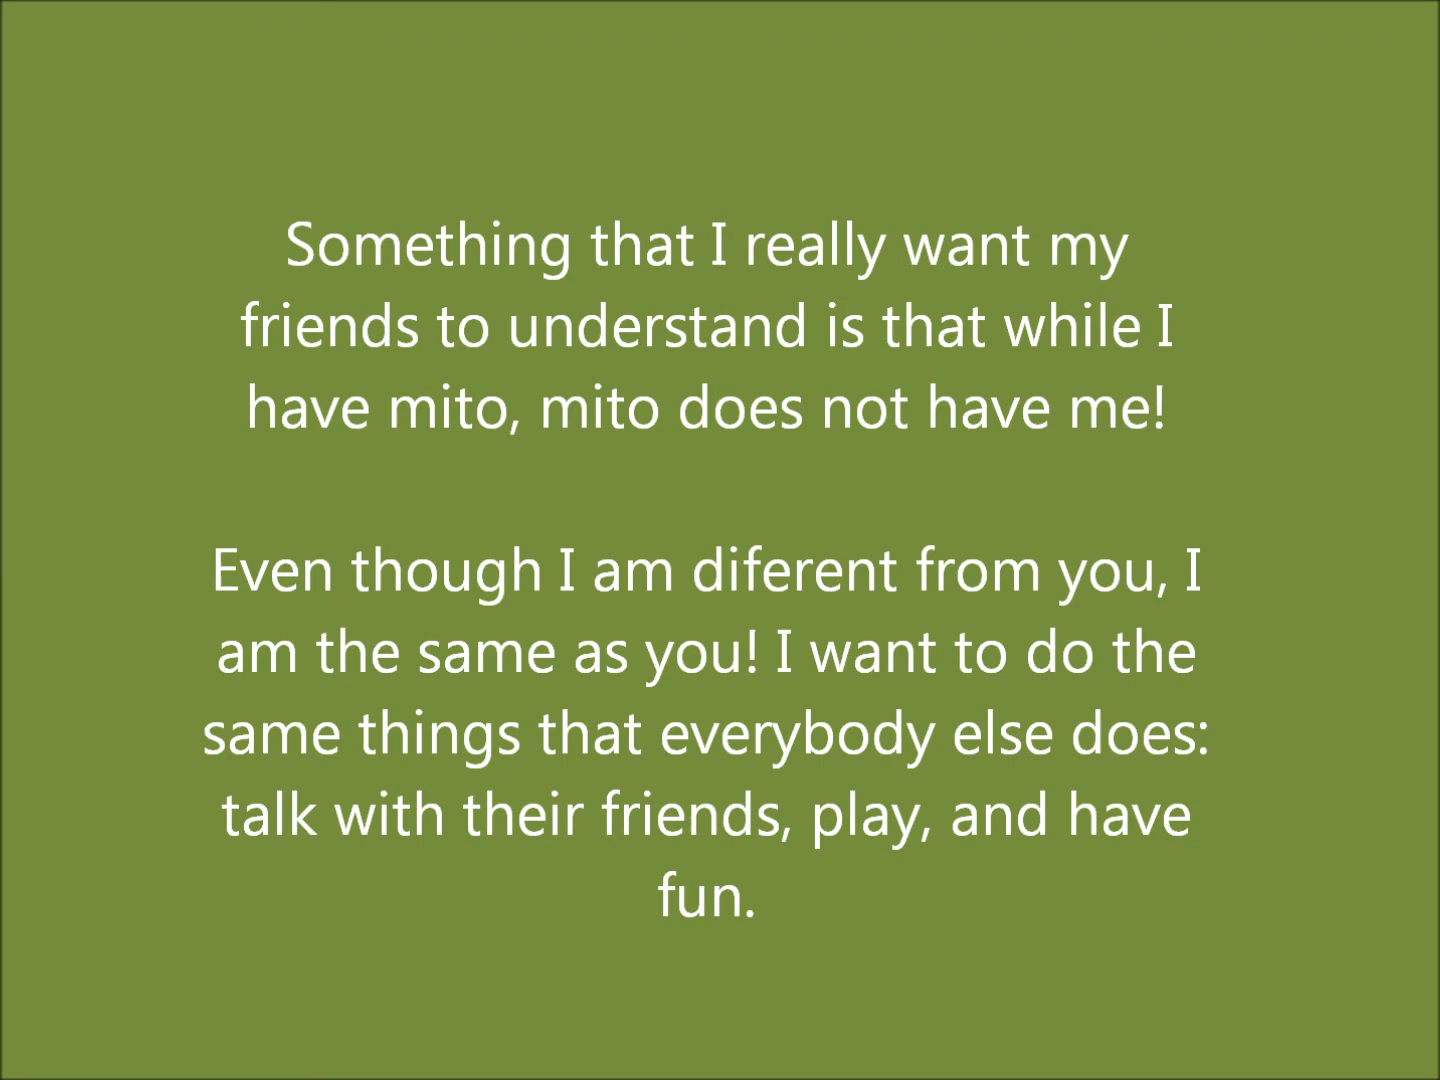 Something that I really want my
friends to understand is that while I
have mito, mito does not have me!
Even though I am diferent from you, I
am the same as you! I want to do the
same things that everybody else does:
talk with their friends, play, and have
fun.